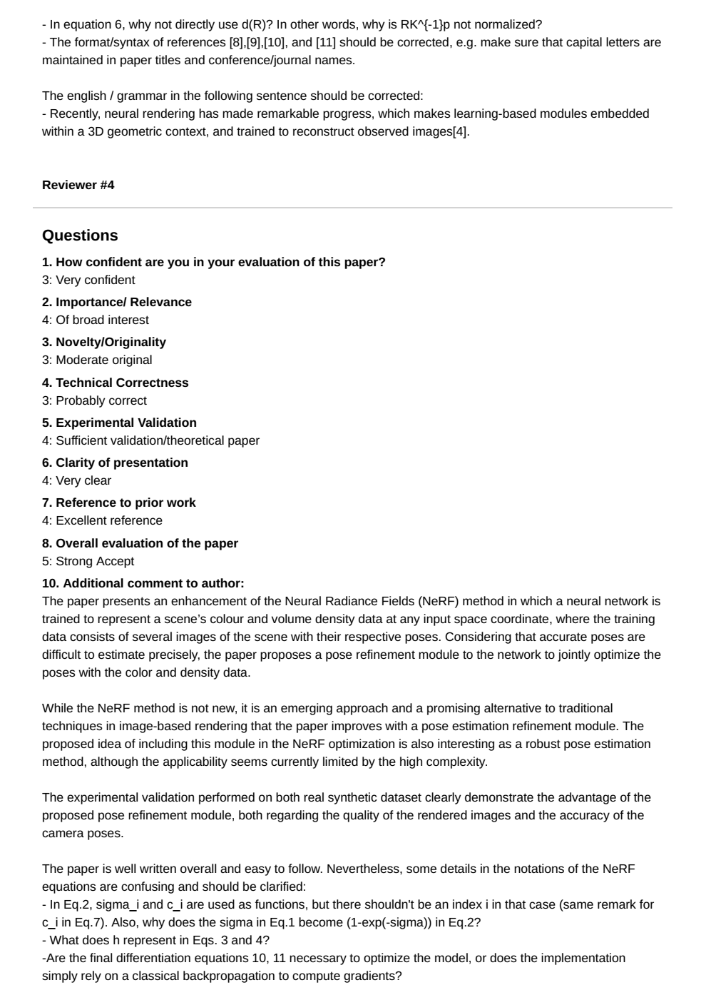 - In equation 6, why not directly use d(R)? In other words, why is RK^{-1}p not normalized?
- The format/syntax of references [8],[9],[10], and [11] should be corrected, e.g. make sure that capital letters are
maintained in paper titles and conference/journal names.
The english / grammar in the following sentence should be corrected:
- Recently, neural rendering has made remarkable progress, which makes learning-based modules embedded
within a 3D geometric context, and trained to reconstruct observed images[4].
Reviewer #4
Questions
1. How confident are you in your evaluation of this paper?
3: Very confident
2. Importance/ Relevance
4: Of broad interest
3. Novelty/Originality
3: Moderate original
4. Technical Correctness
3: Probably correct
5. Experimental Validation
4: Sufficient validation/theoretical paper
6. Clarity of presentation
4: Very clear
7. Reference to prior work
4: Excellent reference
8. Overall evaluation of the paper
5: Strong Accept
10. Additional comment to author:
The paper presents an enhancement of the Neural Radiance Fields (NeRF) method in which a neural network is
trained to represent a scene’s colour and volume density data at any input space coordinate, where the training
data consists of several images of the scene with their respective poses. Considering that accurate poses are
difficult to estimate precisely, the paper proposes a pose refinement module to the network to jointly optimize the
poses with the color and density data.
While the NeRF method is not new, it is an emerging approach and a promising alternative to traditional
techniques in image-based rendering that the paper improves with a pose estimation refinement module. The
proposed idea of including this module in the NeRF optimization is also interesting as a robust pose estimation
method, although the applicability seems currently limited by the high complexity.
The experimental validation performed on both real synthetic dataset clearly demonstrate the advantage of the
proposed pose refinement module, both regarding the quality of the rendered images and the accuracy of the
camera poses.
The paper is well written overall and easy to follow. Nevertheless, some details in the notations of the NeRF
equations are confusing and should be clarified:
- In Eq.2, sigma_i and c_i are used as functions, but there shouldn't be an index i in that case (same remark for
c_i in Eq.7). Also, why does the sigma in Eq.1 become (1-exp(-sigma)) in Eq.2?
- What does h represent in Eqs. 3 and 4?
-Are the final differentiation equations 10, 11 necessary to optimize the model, or does the implementation
simply rely on a classical backpropagation to compute gradients?